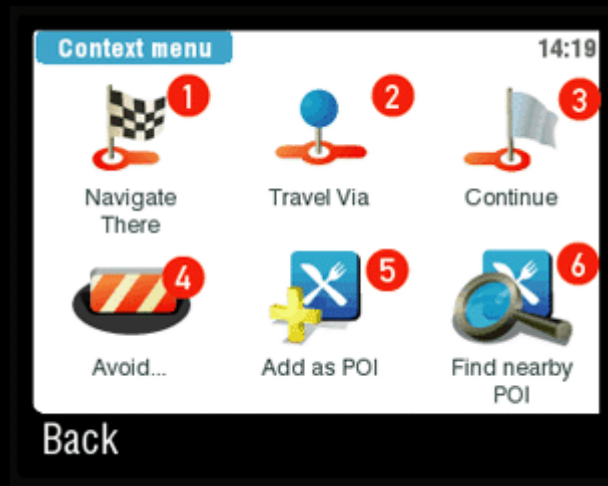 Context menu 14:19
1 2 3
Navigate There
Travel Via
Continue
4 5 6
Avoid...
Add as POI
Find nearby POI
Back